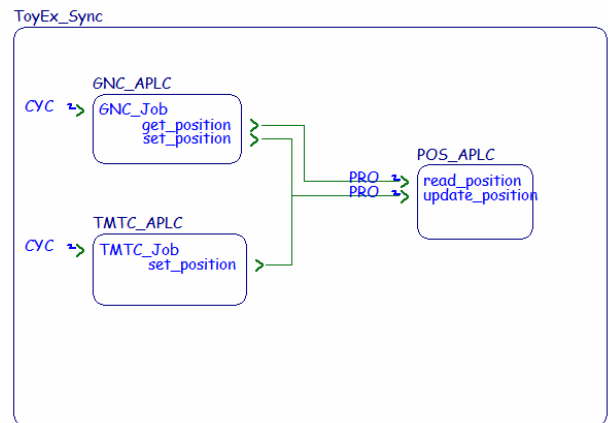 ToyEx_Sync
GNC_APLC
CYC
GNC_Job
get_position
set_position
POS_APLC
PRO
read_position
PRO
update_position
TMTC_APLC
CYC
TMTC_Job
set_position